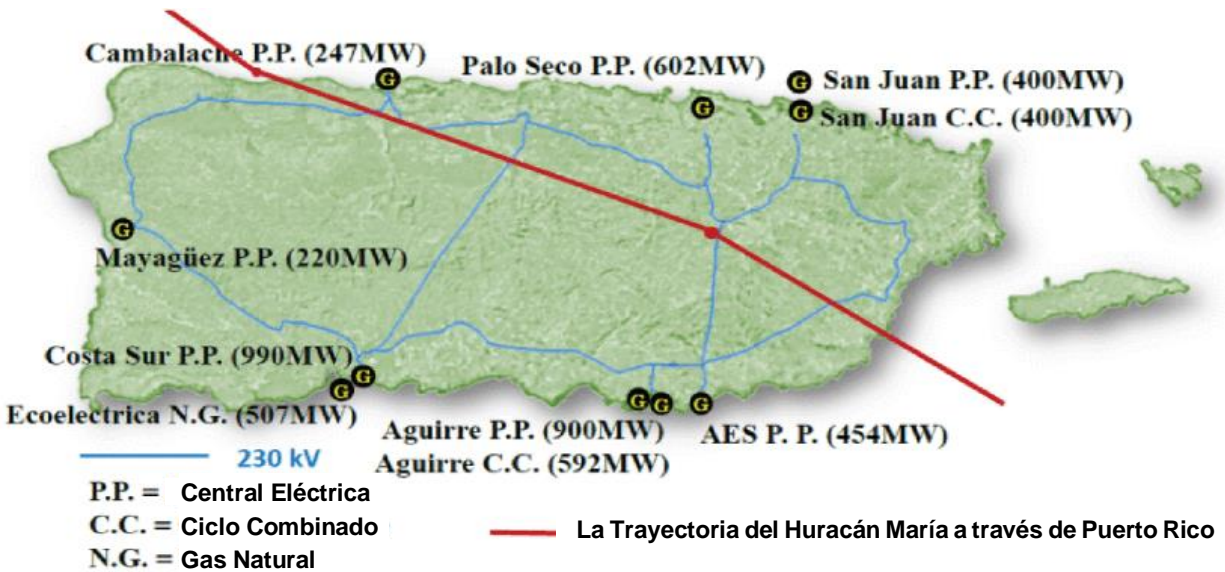 Cambalache P.P. (247MW)
Palo Seco P.P. (602MW)
G San Juan P.P. (400MW)
G
G
G San Juan C.C. (400MW)
G
Mayagüez P.P. (220MW)
Costa Sur P.P. (990MW)
G
G
Ecoelectrica N.G. (507MW)
G
G
G
Aguirre P.P. (900MW)
AES P. P. (454MW)
Aguirre C.C. (592MW)
230 kV
P.P. = Central Eléctrica
C.C. = Ciclo Combinado
La Trayectoria del Huracán María a través de Puerto Rico
N.G. = Gas Natural